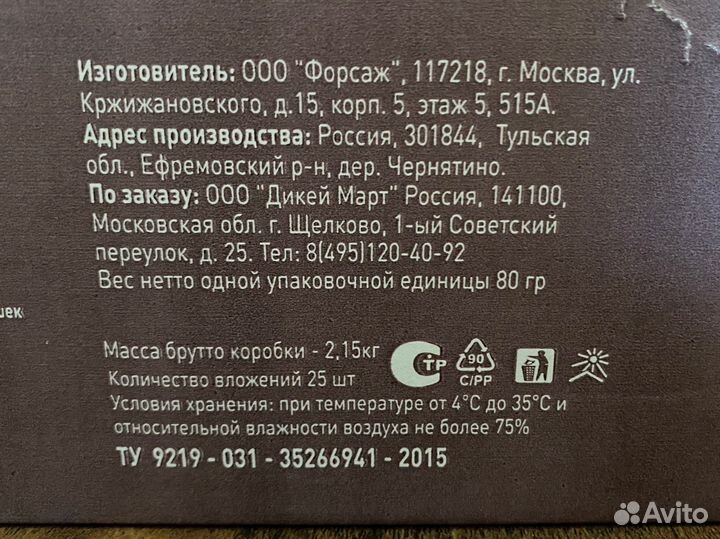 Изготовитель: ООО "Форсаж", 117218, г. Москва, ул.
Кржижановского, д.15, корп. 5, этаж 5, 515А.
Адрес производства: Россия, 301844, Тульская
обл., Ефремовский р-н, дер. Чернятино.
По заказу: ООО "Дикей Март" Россия, 141100,
Московская обл. г. Щелково, 1-ый Советский
переулок, д. 25. Тел: 8(495)120-40-92
Вес нетто одной упаковочной единицы 80 гр
Масса брутто коробки - 2,15кг
Количество вложений 25 шт
СТР
90
C/PP
Условия хранения: при температуре от 4°С до 35°С и
относительной влажности воздуха не более 75%
ТУ 9219 - 031 - 35266941 - 2015
Avito